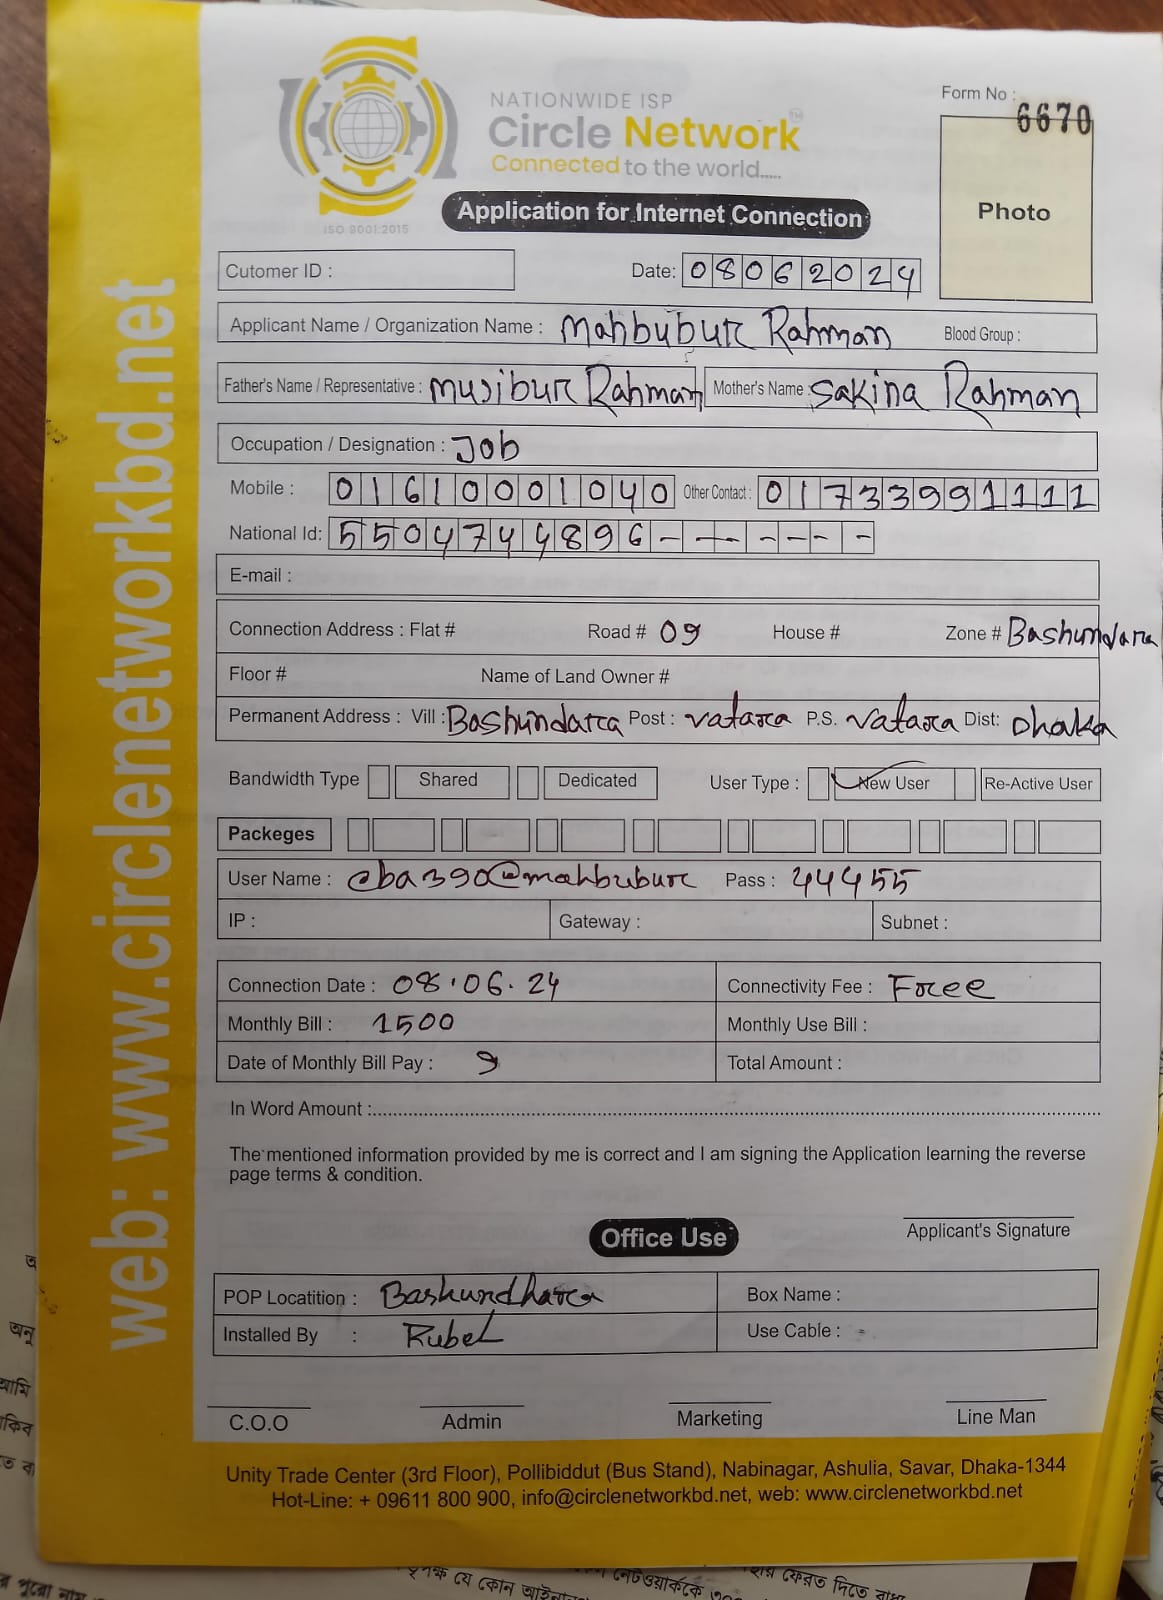 NATIONWIDE ISP
Circle Network™
Connected to the world.....
ISO 9001:2015
Form No : 6670
Photo
Application for Internet Connection
Cutomer ID :
Date: 08062024
Applicant Name / Organization Name : Mahbubur Rahman Blood Group :
Father's Name / Representative : Musibur Rahman Mother's Name : Sakina Rahman
Occupation / Designation : Job
Mobile : 01610001040 Other Contact : 01733991111
National Id: 5504744896- - - - - -
E-mail :
Connection Address : Flat # Road # 09 House # Zone # Bashundara
Floor # Name of Land Owner #
Permanent Address : Vill : Bashundara Post : vatara P.S. vatara Dist: Dhaka
Bandwidth Type Shared Dedicated User Type : New User Re-Active User
Packeges
User Name : cba390@mahbubur Pass : 44455
IP : Gateway : Subnet :
Connection Date : 08.06.24 Connectivity Fee : Free
Monthly Bill : 1500 Monthly Use Bill :
Date of Monthly Bill Pay : 9 Total Amount :
In Word Amount :
The mentioned information provided by me is correct and I am signing the Application learning the reverse
page terms & condition.
Applicant's Signature
Office Use
POP Locatition : Bashundhara Box Name :
Installed By : Rubel Use Cable : -
C.O.O Admin Marketing Line Man
Unity Trade Center (3rd Floor), Pollibiddut (Bus Stand), Nabinagar, Ashulia, Savar, Dhaka-1344
Hot-Line: + 09611 800 900, info@circlenetworkbd.net, web: www.circlenetworkbd.net
web: www.circlenetworkbd.net
অনু
আমি
র পুরো নাম
যে কোন
ফেরত দিতে